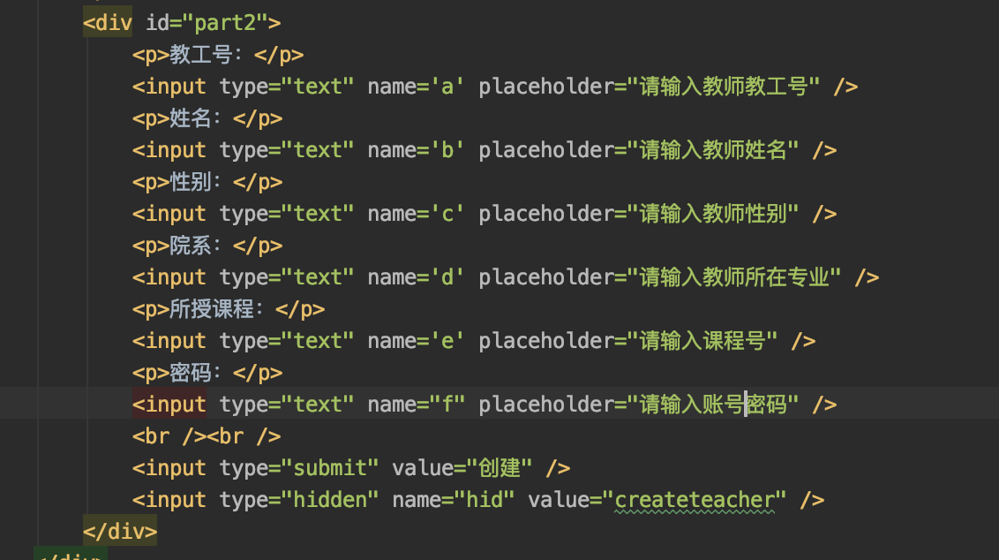 <div id="part2">
<p>教工号：</p>
<input type="text" name='a' placeholder="请输入教师教工号" />
<p>姓名：</p>
<input type="text" name='b' placeholder="请输入教师姓名" />
<p>性别：</p>
<input type="text" name='c' placeholder="请输入教师性别" />
<p>院系：</p>
<input type="text" name='d' placeholder="请输入教师所在专业" />
<p>所授课程：</p>
<input type="text" name='e' placeholder="请输入课程号" />
<p>密码：</p>
<input type="text" name="f" placeholder="请输入账号密码" />
<br /><br />
<input type="submit" value="创建" />
<input type="hidden" name="hid" value="createteacher" />
</div>
</div>